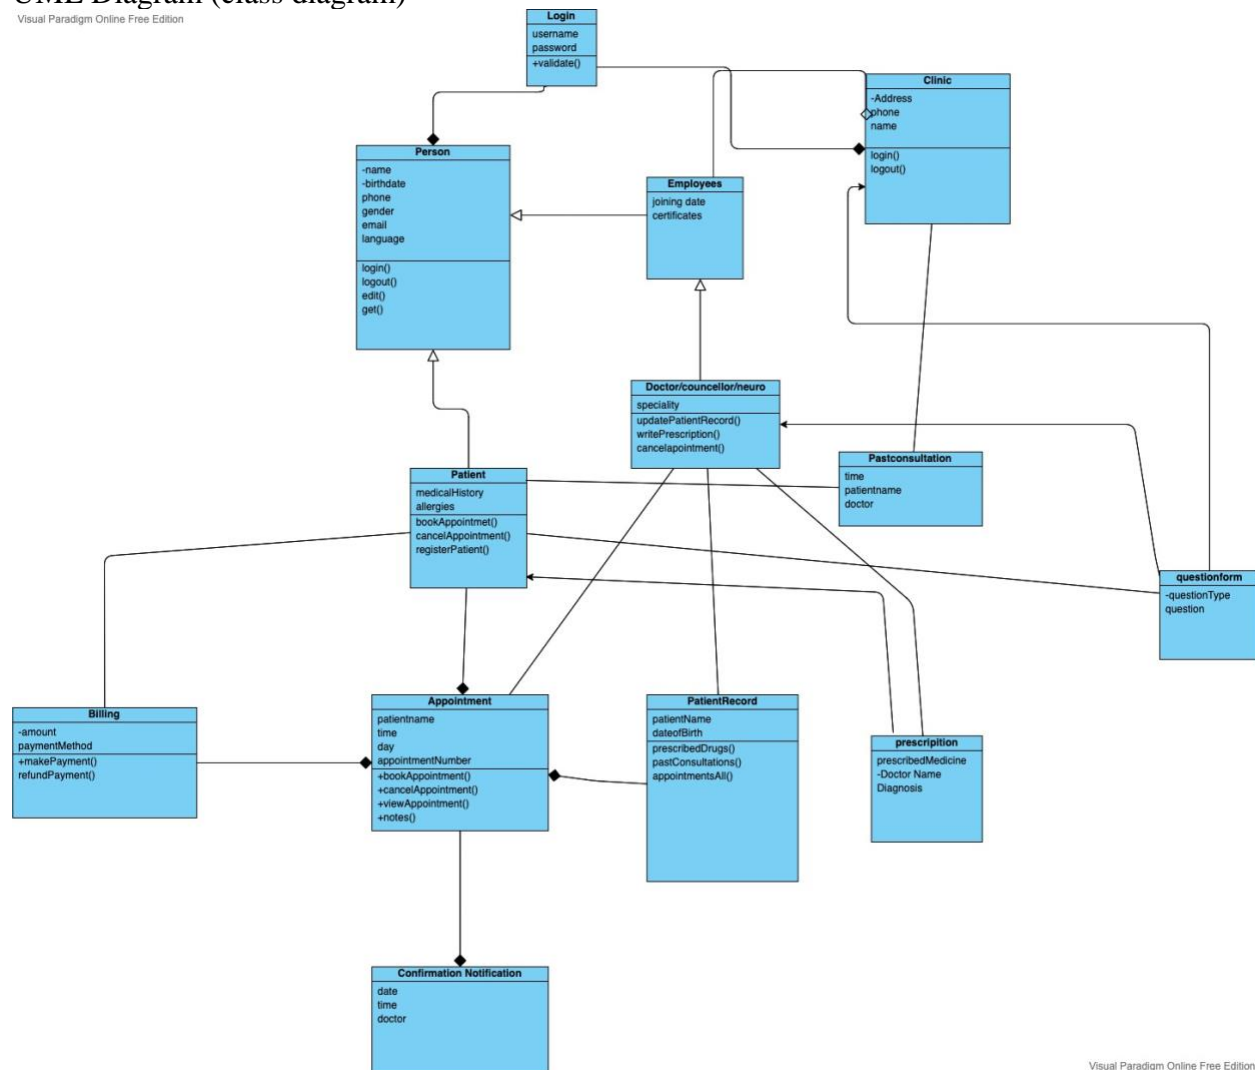 UML Diagram (class diagram)
Visual Paradigm Online Free Edition
Login
username
password
+validate()
Clinic
-Address
phone
name
login()
logout()
Person
-name
-birthdate
phone
gender
email
language
login()
logout()
edit()
get()
Employees
joining date
certificates
Doctor/councellor/neuro
speciality
updatePatientRecord()
writePrescription()
cancelapointment()
Pastconsultation
time
patientname
doctor
Patient
medicalHistory
allergies
bookAppointmet()
cancelAppointment()
registerPatient()
questionform
-questionType
question
Billing
-amount
paymentMethod
+makePayment()
refundPayment()
Appointment
patientname
time
day
appointmentNumber
+bookAppointment()
+cancelAppointment()
+viewAppointment()
+notes()
PatientRecord
patientName
dateofBirth
prescribedDrugs()
pastConsultations()
appointmentsAll()
prescripition
prescribedMedicine
-Doctor Name
Diagnosis
Confirmation Notification
date
time
doctor
Visual Paradigm Online Free Edition